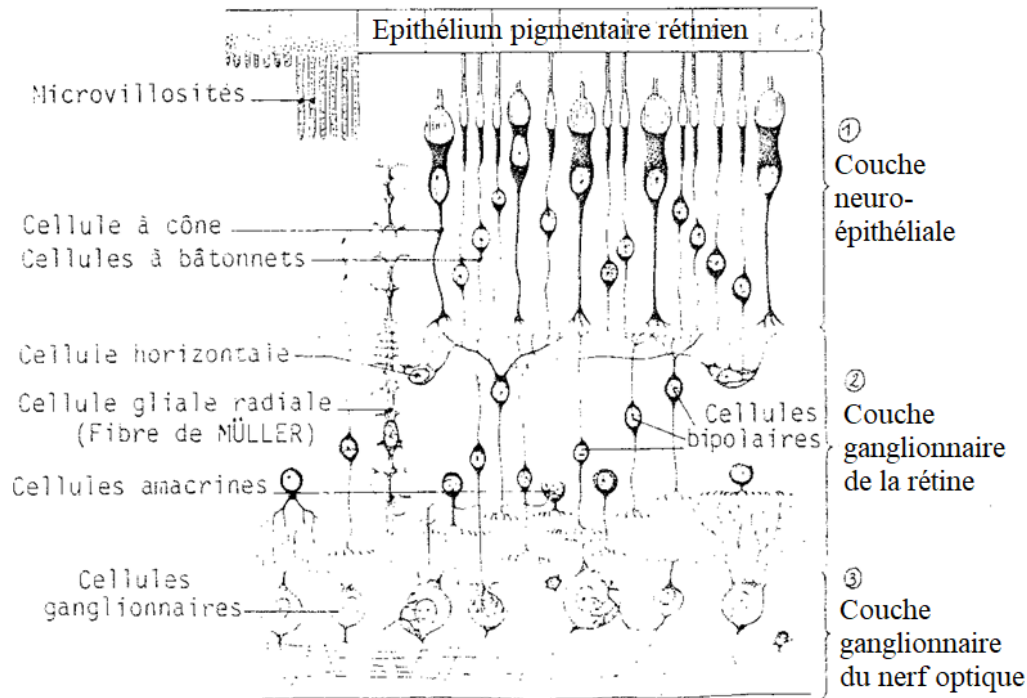 Epithélium pigmentaire rétinien
Microvillosités
①
Couche
neuro-
épithéliale
Cellule à cône
Cellules à bâtonnets
Cellule horizontale
Cellule gliale radiale
(Fibre de MÜLLER)
Cellules
bipolaires
②
Couche
ganglionnaire
de la rétine
Cellules amacrines
Cellules
ganglionnaires
③
Couche
ganglionnaire
du nerf optique